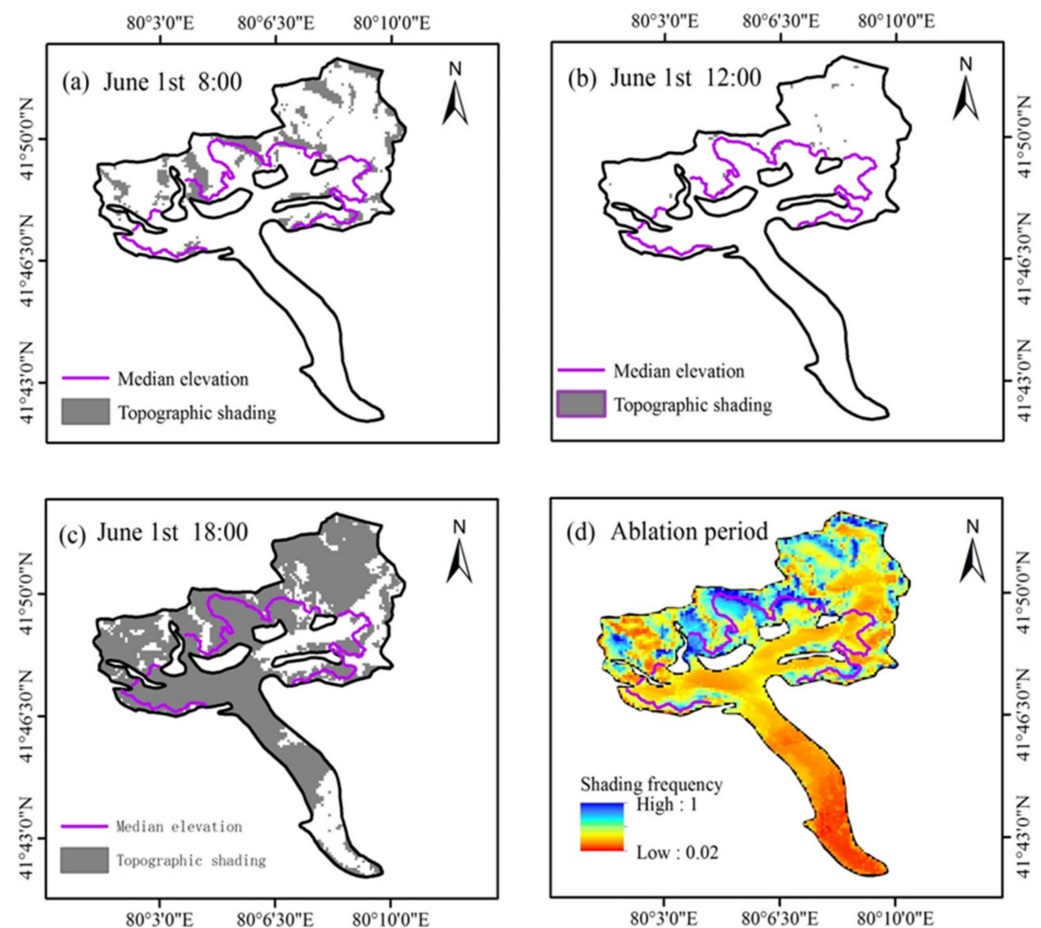 80°3'0"E 80°6'30"E 80°10'0"E
80°3'0"E 80°6'30"E 80°10'0"E
(a) June 1st 8:00
N
41°50'0"N
41°46'30"N
41°43'0"N
Median elevation
Topographic shading
(b) June 1st 12:00
N
41°50'0"N
41°46'30"N
41°43'0"N
Median elevation
Topographic shading
(c) June 1st 18:00
N
41°50'0"N
41°46'30"N
41°43'0"N
Median elevation
Topographic shading
(d) Ablation period
N
41°50'0"N
41°46'30"N
41°43'0"N
Shading frequency
High : 1
Low : 0.02
80°3'0"E 80°6'30"E 80°10'0"E
80°3'0"E 80°6'30"E 80°10'0"E